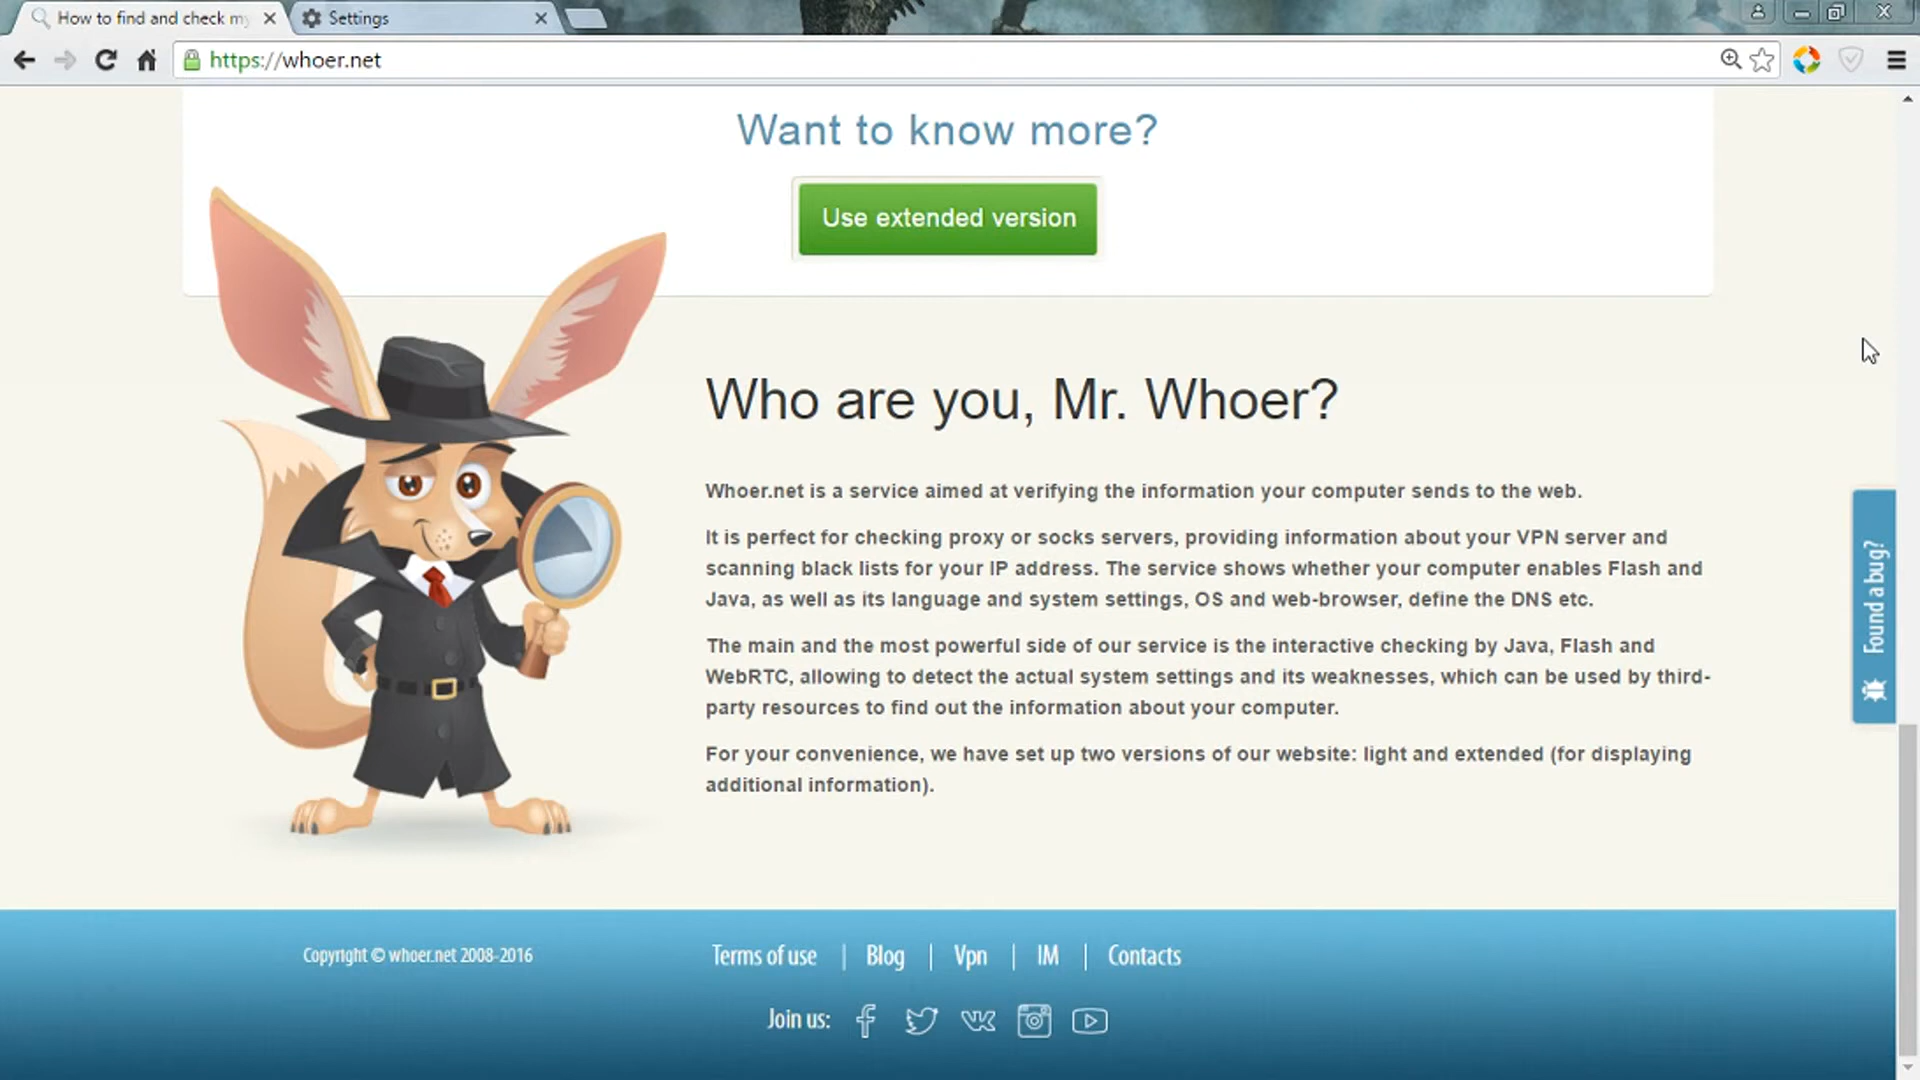 How to find and check my
Settings
https://whoer.net
Want to know more?
Use extended version
Who are you, Mr. Whoer?
Whoer.net is a service aimed at verifying the information your computer sends to the web.
It is perfect for checking proxy or socks servers, providing information about your VPN server and
scanning black lists for your IP address. The service shows whether your computer enables Flash and
Java, as well as its language and system settings, OS and web-browser, define the DNS etc.
The main and the most powerful side of our service is the interactive checking by Java, Flash and
WebRTC, allowing to detect the actual system settings and its weaknesses, which can be used by third-
party resources to find out the information about your computer.
For your convenience, we have set up two versions of our website: light and extended (for displaying
additional information).
Found a bug?
Copyright © whoer.net 2008-2016
Terms of use | Blog | Vpn | IM | Contacts
Join us: